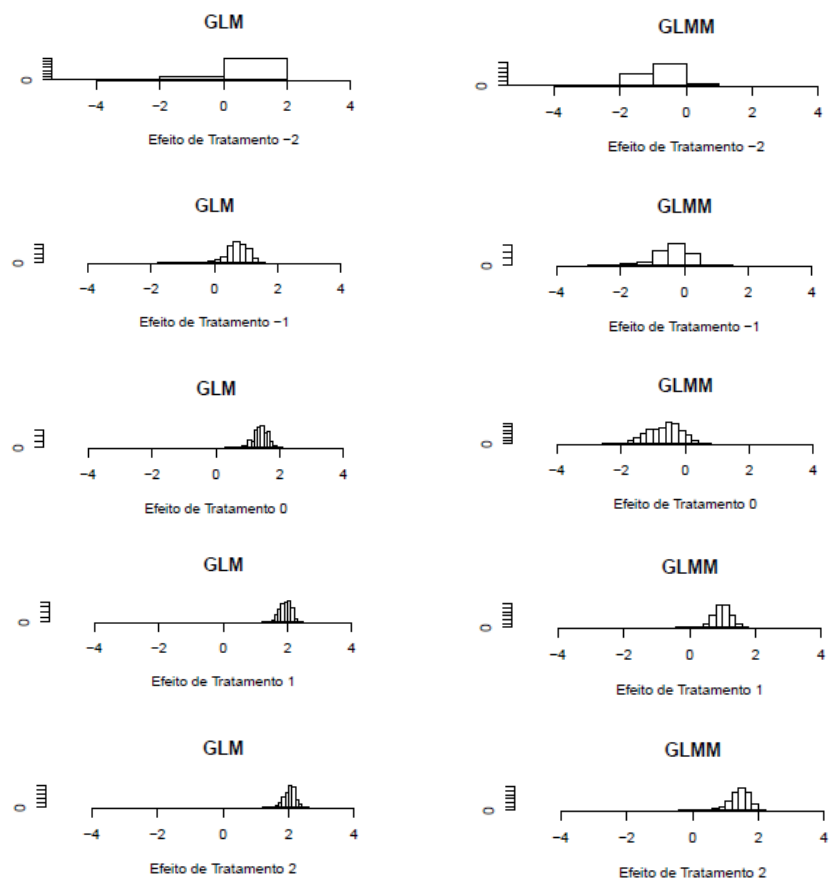 GLM GLMM
0 0
−4 −2 0 2 4 −4 −2 0 2 4
Efeito de Tratamento −2 Efeito de Tratamento −2
GLM GLMM
0 0
−4 −2 0 2 4 −4 −2 0 2 4
Efeito de Tratamento −1 Efeito de Tratamento −1
GLM GLMM
0 0
−4 −2 0 2 4 −4 −2 0 2 4
Efeito de Tratamento 0 Efeito de Tratamento 0
GLM GLMM
0 0
−4 −2 0 2 4 −4 −2 0 2 4
Efeito de Tratamento 1 Efeito de Tratamento 1
GLM GLMM
0 0
−4 −2 0 2 4 −4 −2 0 2 4
Efeito de Tratamento 2 Efeito de Tratamento 2